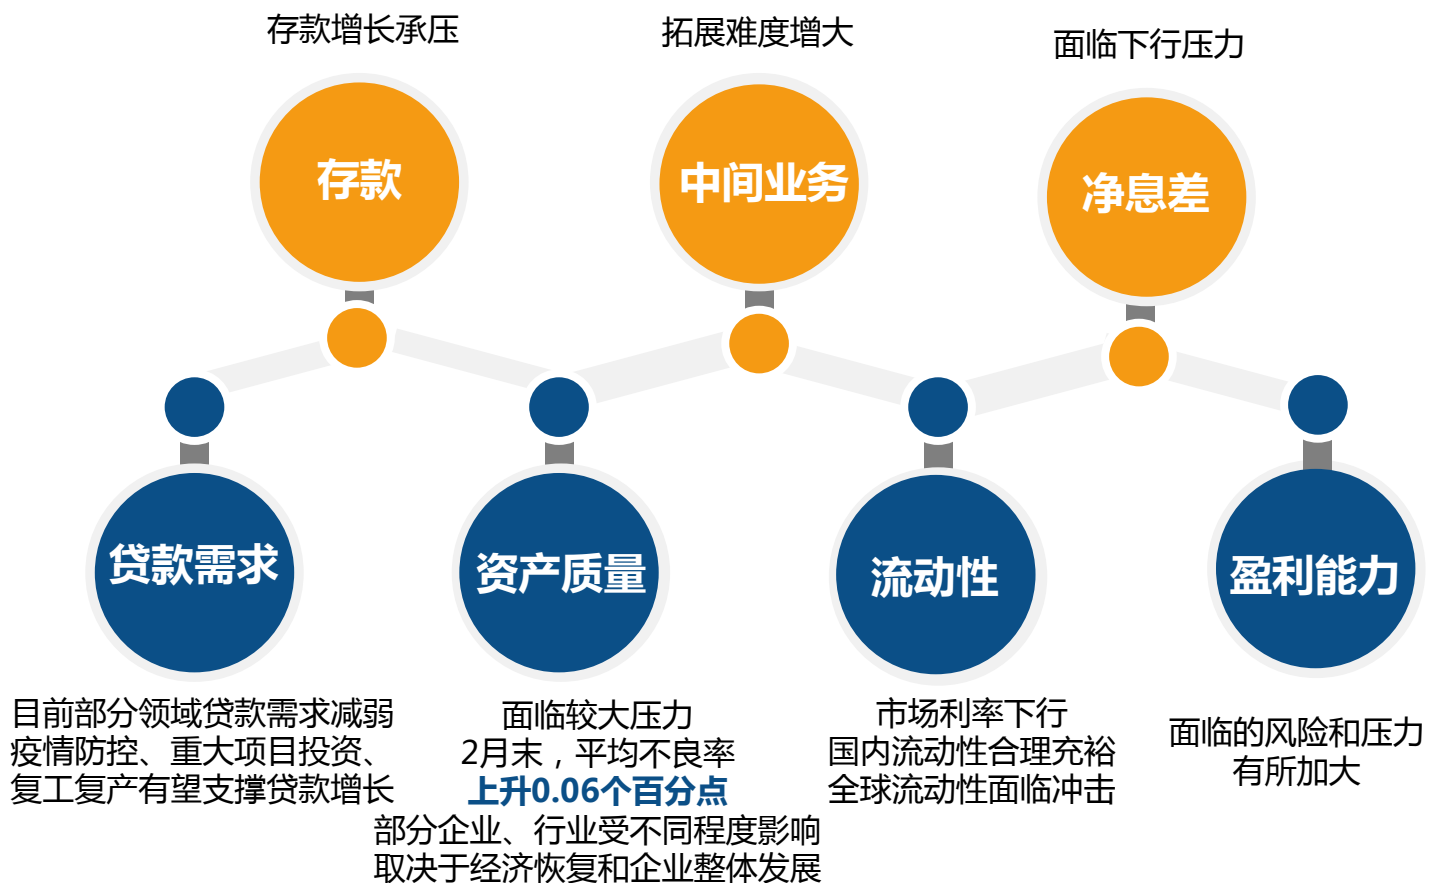 存款增长承压
拓展难度增大
面临下行压力
存款
中间业务
净息差
贷款需求
资产质量
流动性
盈利能力
目前部分领域贷款需求减弱
疫情防控、重大项目投资、
复工复产有望支撑贷款增长
面临较大压力
2月末，平均不良率
上升0.06个百分点
部分企业、行业受不同程度影响
取决于经济恢复和企业整体发展
市场利率下行
国内流动性合理充裕
全球流动性面临冲击
面临的风险和压力
有所加大